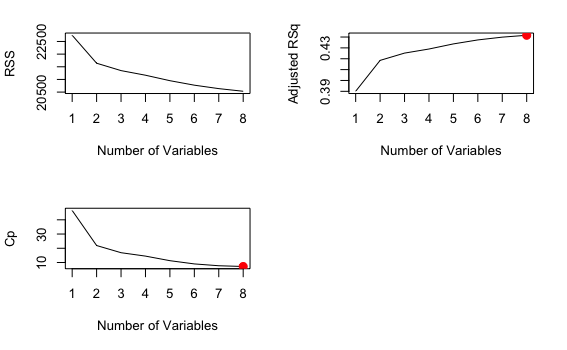 RSS
22500
20500
1 2 3 4 5 6 7 8
Number of Variables
Adjusted RSq
0.43
0.39
1 2 3 4 5 6 7 8
Number of Variables
Cp
30
10
1 2 3 4 5 6 7 8
Number of Variables